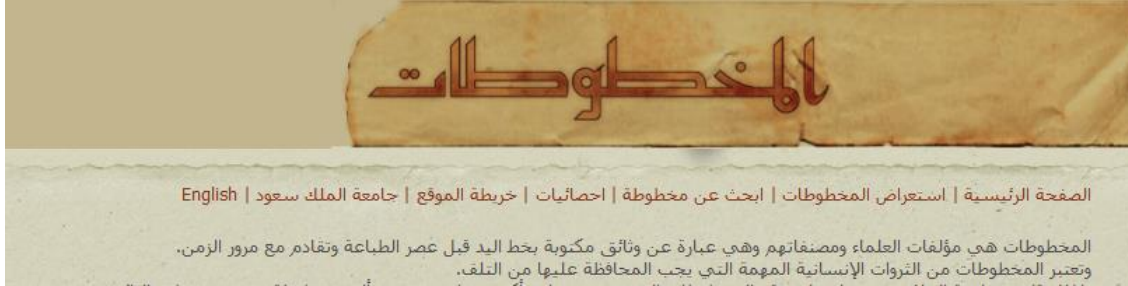 المخطوطات
الصفحة الرئيسية | استعراض المخطوطات | ابحث عن مخطوطة | احصائيات | خريطة الموقع | جامعة الملك سعود | English
المخطوطات هي مؤلفات العلماء ومصنفاتهم وهي عبارة عن وثائق مكتوبة بخط اليد قبل عصر الطباعة وتقادم مع مرور الزمن.
وتعتبر المخطوطات من الثروات الإنسانية المهمة التي يجب المحافظة عليها من التلف.